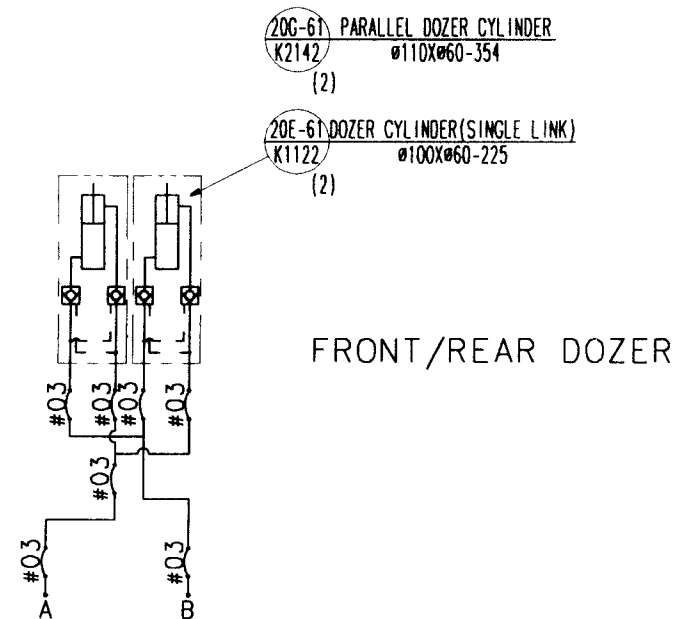 20G-61 PARALLEL DOZER CYLINDER
K2142 ø110Xø60-354
(2)
20E-61 DOZER CYLINDER(SINGLE LINK)
K1122 ø100Xø60-225
(2)
FRONT/REAR DOZER
#03 #03 #03 #03
#03
#03 #03
A B